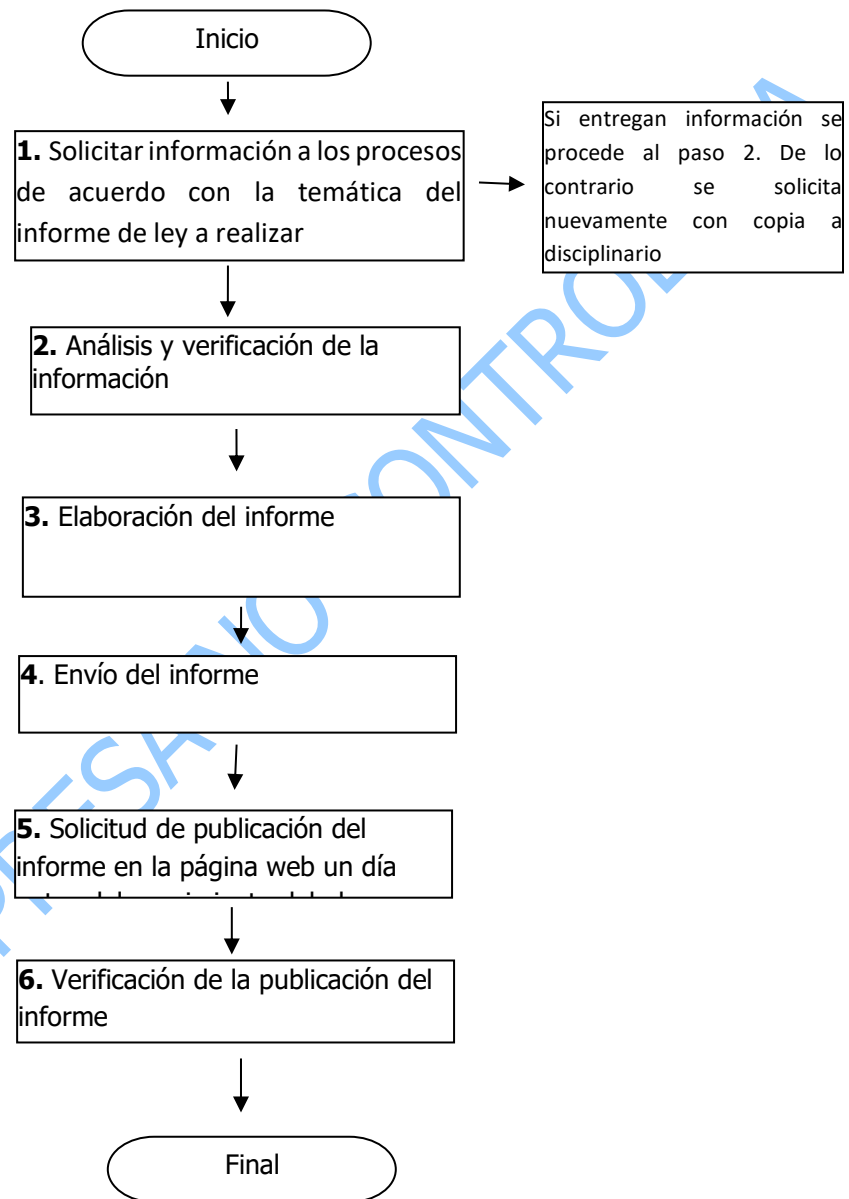 Inicio
1. Solicitar información a los procesos
de acuerdo con la temática del
informe de ley a realizar
Si entregan información se
procede al paso 2. De lo
contrario se solicita
nuevamente con copia a
disciplinario
2. Análisis y verificación de la
información
3. Elaboración del informe
4. Envío del informe
5. Solicitud de publicación del
informe en la página web un día
6. Verificación de la publicación del
informe
Final